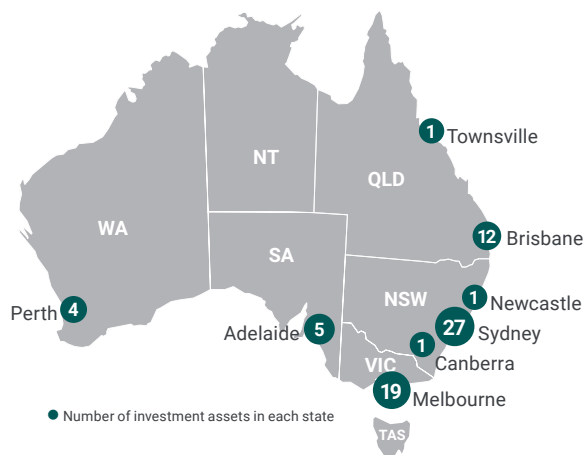 1
Townsville
NT
QLD
WA
12
Brisbane
SA
1
Newcastle
NSW
Perth
4
Adelaide
5
27
Sydney
1
Canberra
VIC
19
Melbourne
Number of investment assets in each state
TAS